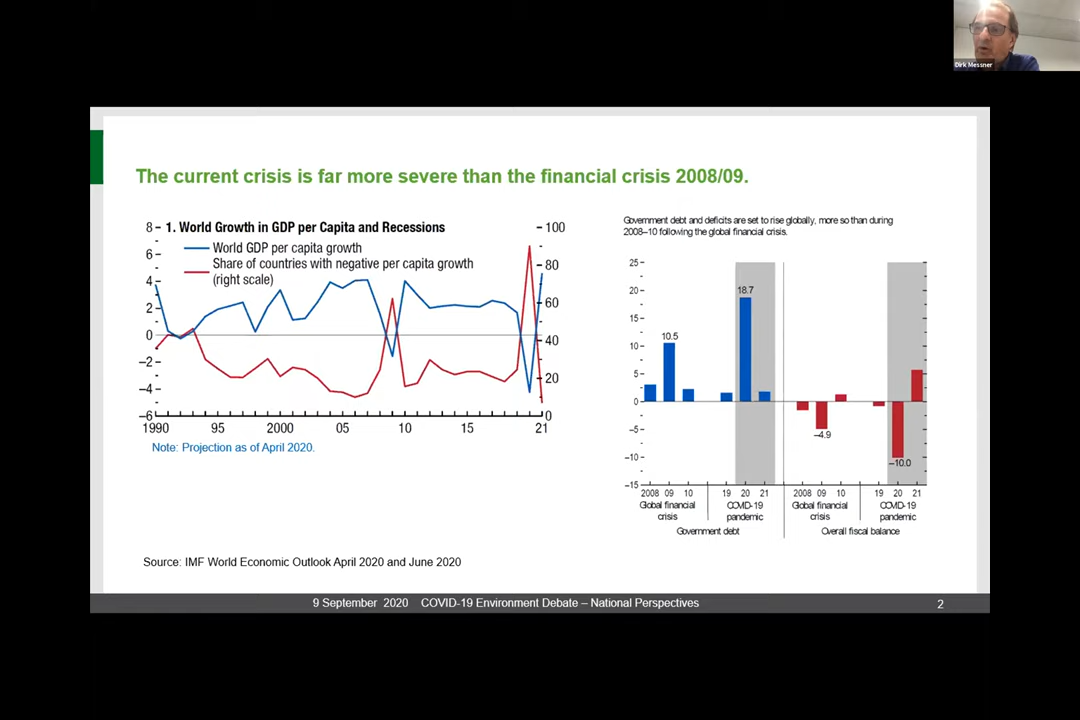 Dirk Messner
The current crisis is far more severe than the financial crisis 2008/09.
1. World Growth in GDP per Capita and Recessions
World GDP per capita growth
Share of countries with negative per capita growth
(right scale)
8
6
4
2
0
–2
–4
–6
100
80
60
40
20
0
1990 95 2000 05 10 15 21
Note: Projection as of April 2020.
Government debt and deficits are set to rise globally, more so than during
2008–10 following the global financial crisis.
25
20
15
10
5
0
–5
–10
–15
10.5
18.7
–4.9
–10.0
2008 09 10 19 20 21 2008 09 10 19 20 21
Global financial COVID-19 Global financial COVID-19
crisis pandemic crisis pandemic
Government debt Overall fiscal balance
Source: IMF World Economic Outlook April 2020 and June 2020
9 September 2020 COVID-19 Environment Debate – National Perspectives 2